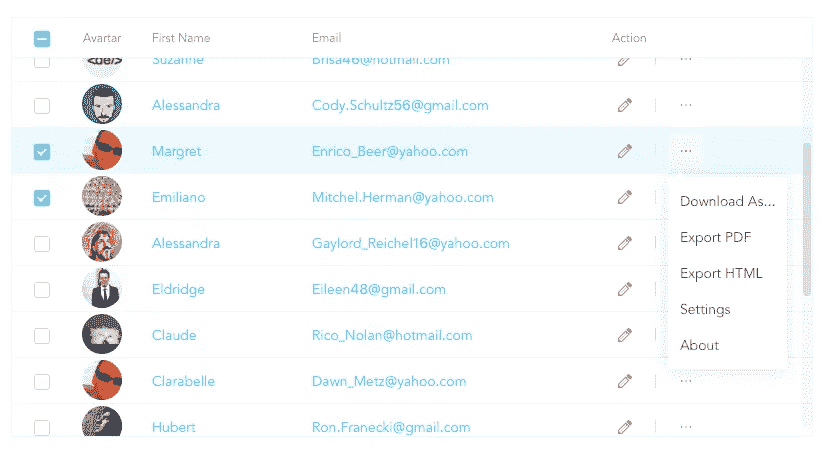 Avartar First Name Email Action
Suzanne Brisa46@hotmail.com ...
Alessandra Cody.Schultz56@gmail.com ...
Margret Enrico_Beer@yahoo.com ...
Emiliano Mitchel.Herman@yahoo.com
Download As...
Alessandra Gaylord_Reichel16@yahoo.com
Export PDF
Eldridge Eileen48@gmail.com
Export HTML
Settings
Claude Rico_Nolan@hotmail.com
About
Clarabelle Dawn_Metz@yahoo.com ...
Hubert Ron.Franecki@gmail.com ...